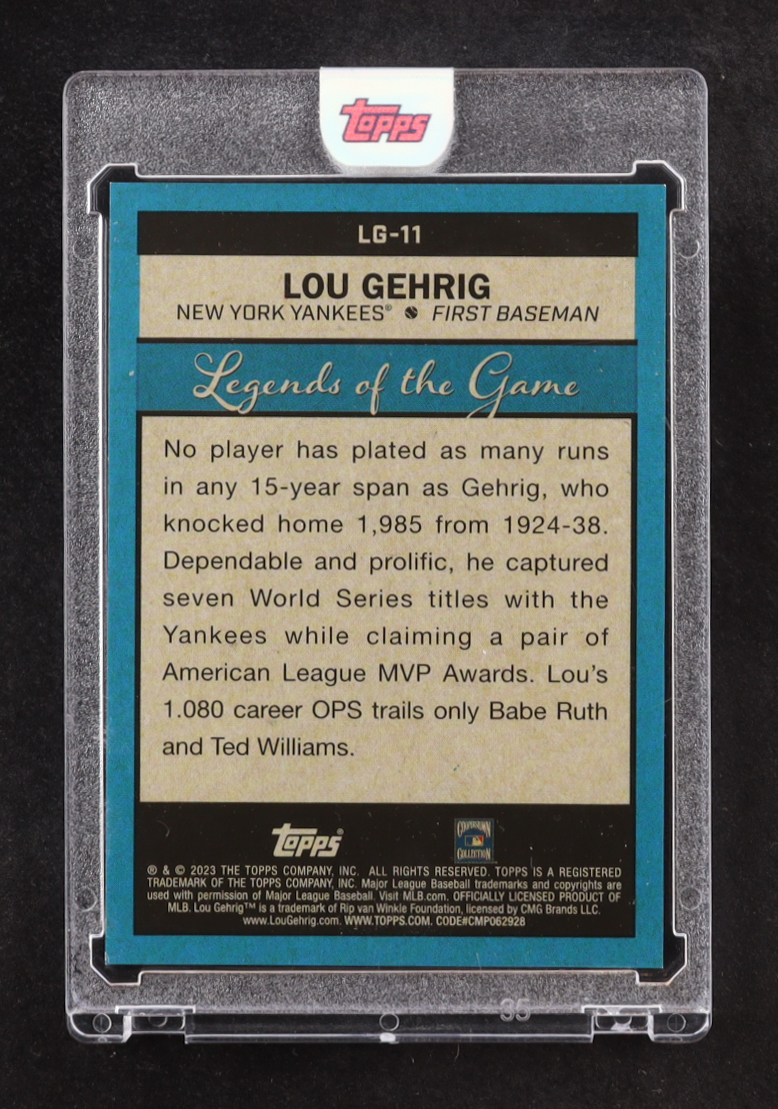 TOPPS
LG-11
LOU GEHRIG
NEW YORK YANKEES® FIRST BASEMAN
Legends of the Game
No player has plated as many runs
in any 15-year span as Gehrig, who
knocked home 1,985 from 1924-38.
Dependable and prolific, he captured
seven World Series titles with the
Yankees while claiming a pair of
American League MVP Awards. Lou's
1.080 career OPS trails only Babe Ruth
and Ted Williams.
TOPPS®
COOPERSTOWN
COLLECTION
® & © 2023 THE TOPPS COMPANY, INC. ALL RIGHTS RESERVED. TOPPS IS A REGISTERED
TRADEMARK OF THE TOPPS COMPANY, INC. Major League Baseball trademarks and copyrights are
used with permission of Major League Baseball. Visit MLB.com. OFFICIALLY LICENSED PRODUCT OF
MLB. Lou Gehrig™ is a trademark of Rip van Winkle Foundation, licensed by CMG Brands LLC.
www.LouGehrig.com. WWW.TOPPS.COM. CODE#CMP062928
35